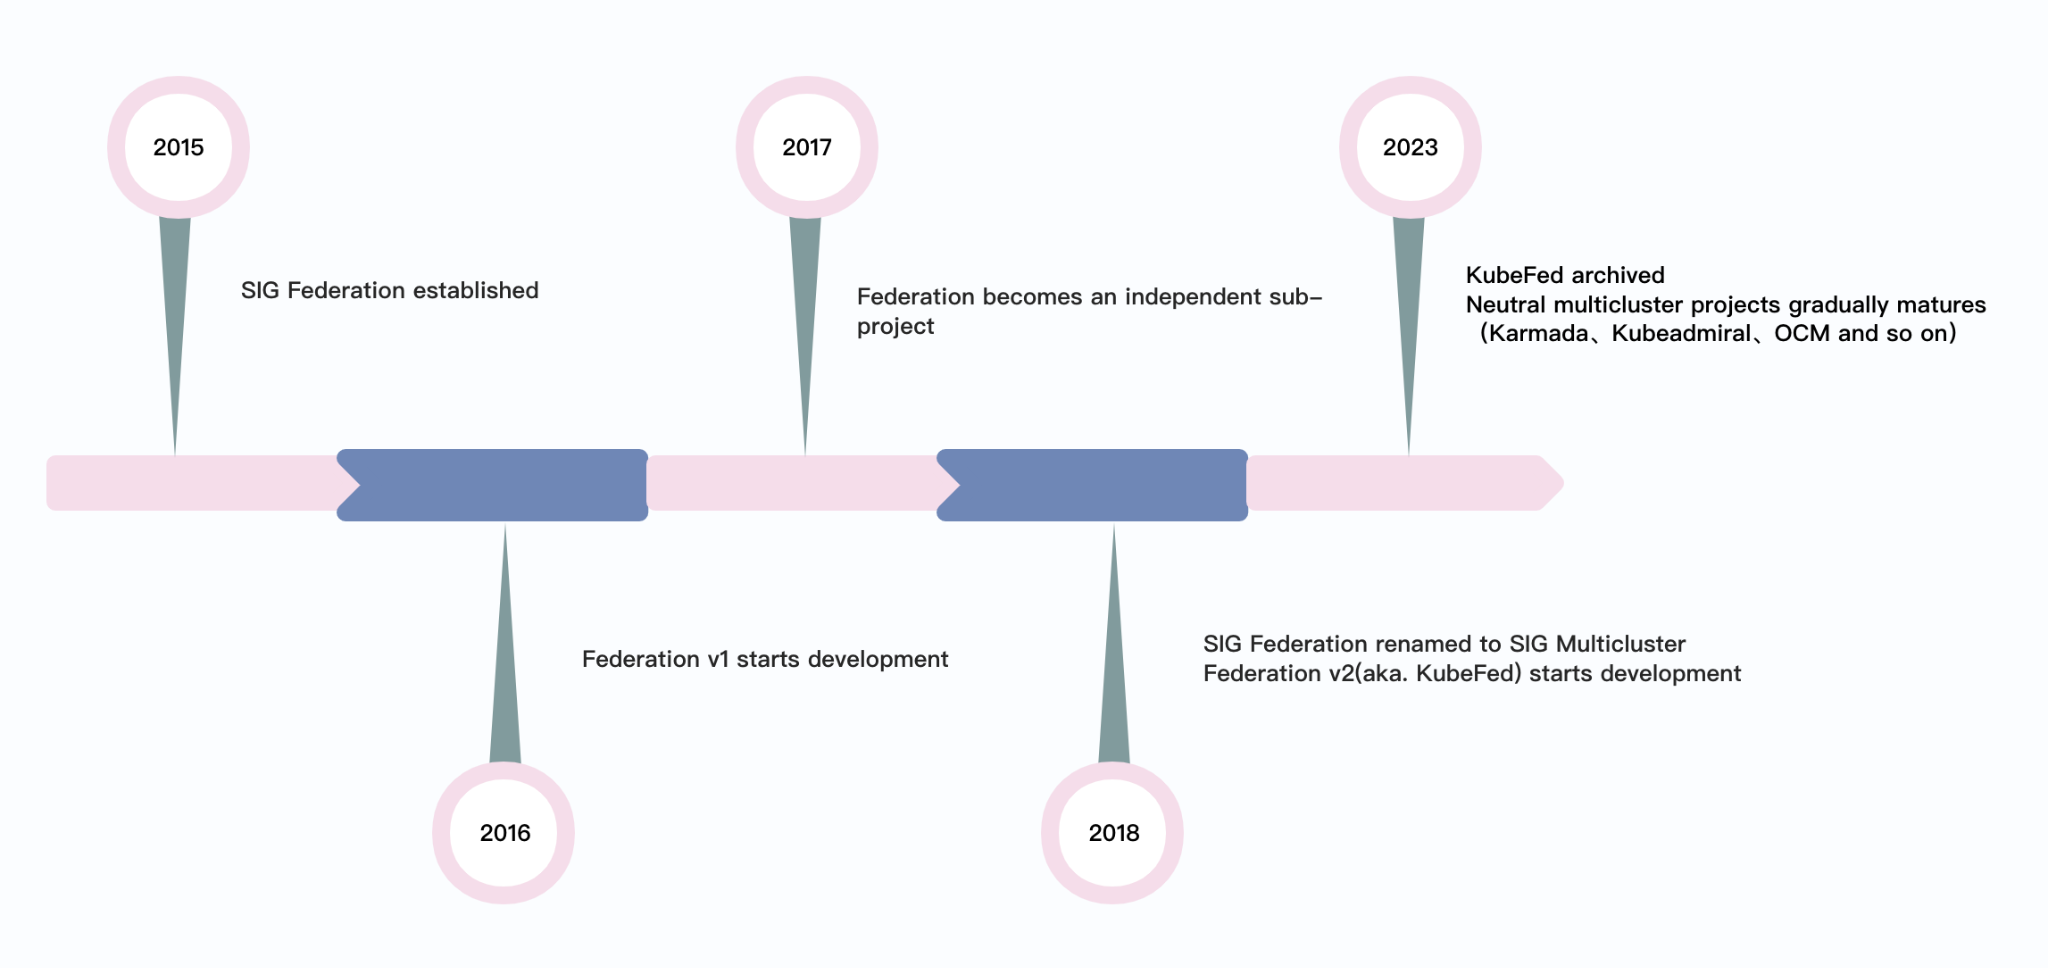 2015
SIG Federation established
2016
Federation v1 starts development
2017
Federation becomes an independent sub-
project
2018
SIG Federation renamed to SIG Multicluster
Federation v2(aka. KubeFed) starts development
2023
KubeFed archived
Neutral multicluster projects gradually matures
（Karmada、Kubeadmiral、OCM and so on）